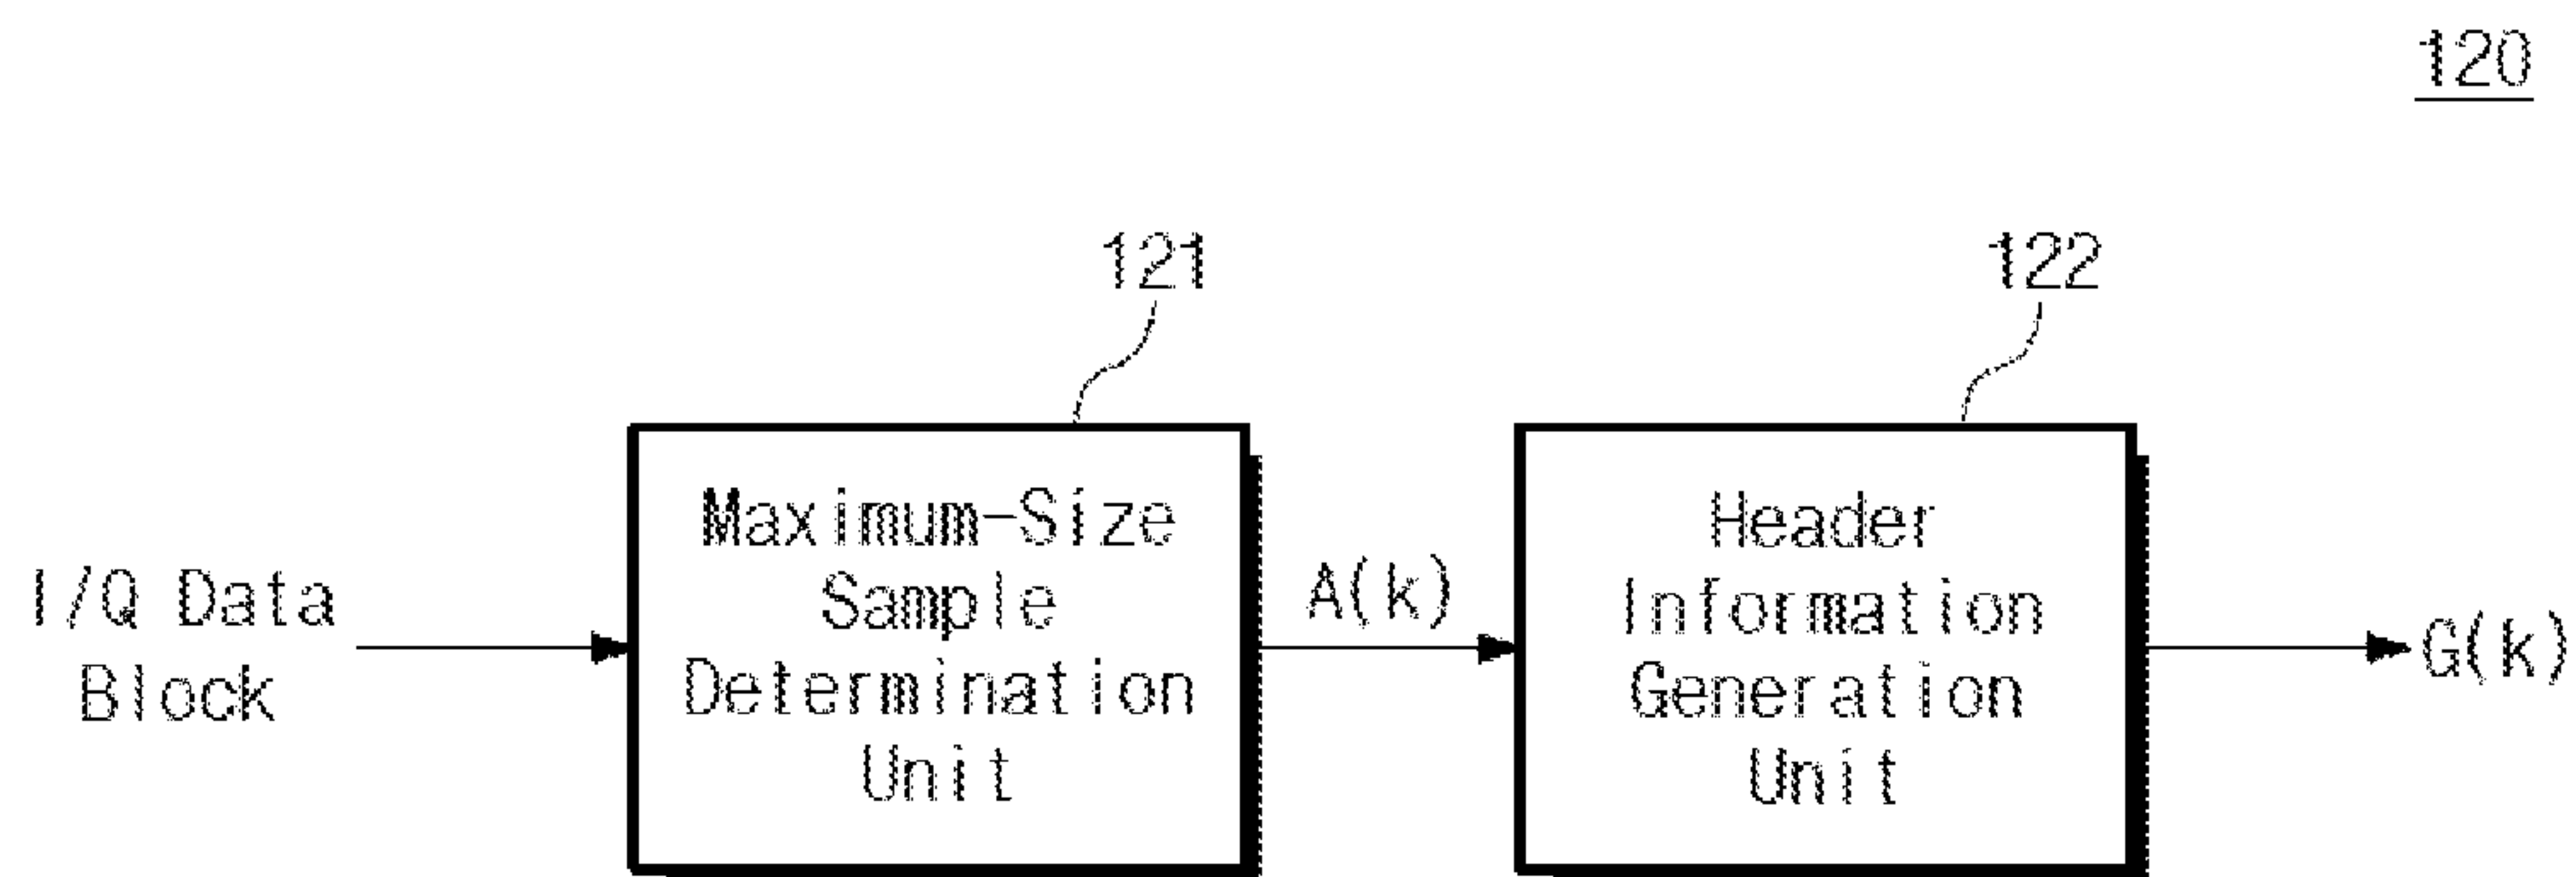 120
121
122
I/Q Data
Block
Maximum-Size
Sample
Determination
Unit
A(k)
Header
Information
Generation
Unit
G(k)